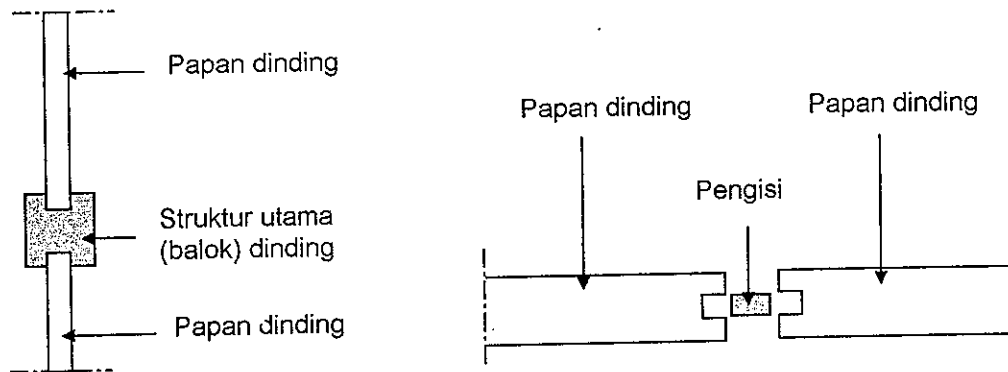 Papan dinding
Struktur utama
(balok) dinding
Papan dinding
Papan dinding
Papan dinding
Pengisi